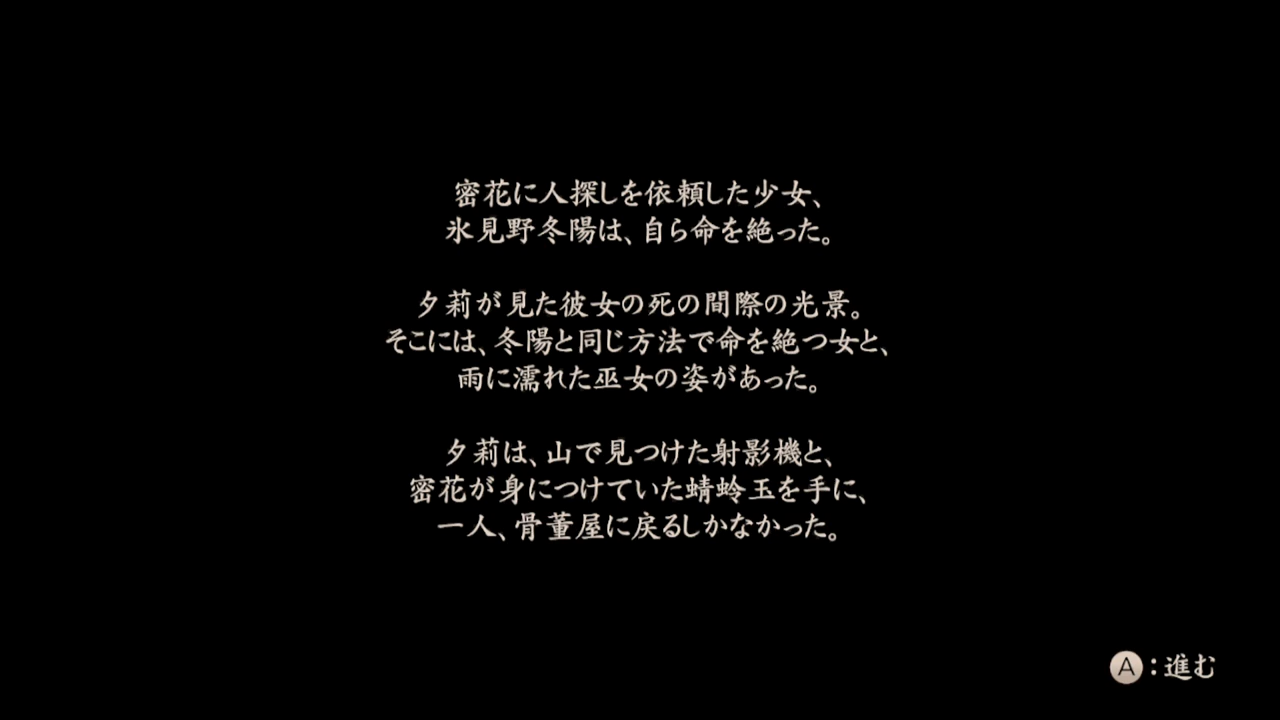 密花に人探しを依頼した少女、
氷見野冬陽は、自ら命を絶った。
夕莉が見た彼女の死の間際の光景。
そこには、冬陽と同じ方法で命を絶つ女と、
雨に濡れた巫女の姿があった。
夕莉は、山で見つけた射影機と、
密花が身につけていた蜻蛉玉を手に、
一人、骨董屋に戻るしかなかった。
A:進む